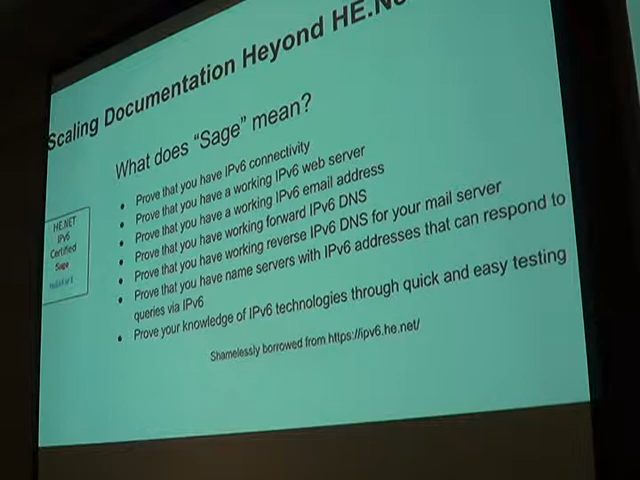 Scaling Documentation Heyond HE.Ne
What does “Sage” mean?
HE.NET
IPv6
Certified
Sage
• Prove that you have IPv6 connectivity
• Prove that you have a working IPv6 web server
• Prove that you have a working IPv6 email address
• Prove that you have working forward IPv6 DNS
• Prove that you have working reverse IPv6 DNS for your mail server
• Prove that you have name servers with IPv6 addresses that can respond to
queries via IPv6
• Prove your knowledge of IPv6 technologies through quick and easy testing
Shamelessly borrowed from https://ipv6.he.net/